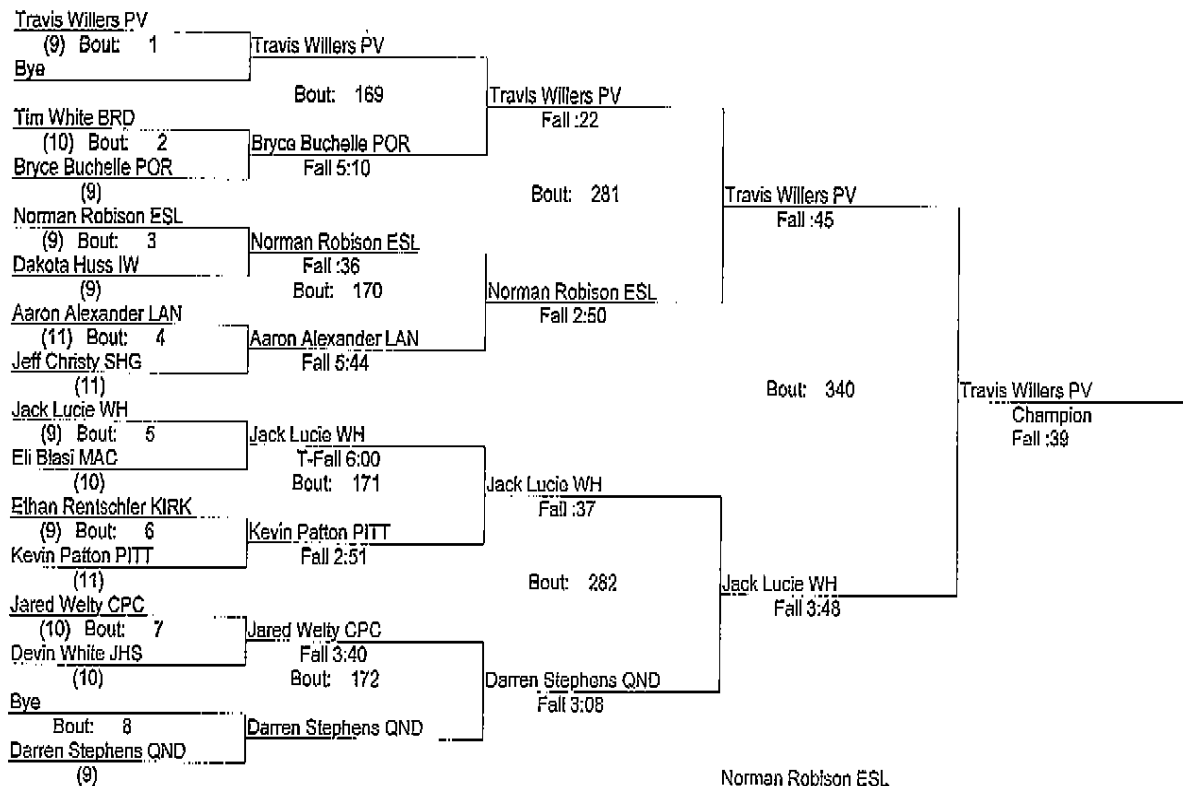 Travis Willers PV
(9) Bout: 1
Bye
Tim White BRD
(10) Bout: 2
Bryce Buchelle POR
(9)
Norman Robison ESL
(9) Bout: 3
Dakota Huss IW
(9)
Aaron Alexander LAN
(11) Bout: 4
Jeff Christy SHG
(11)
Jack Lucie WH
(9) Bout: 5
Eli Blasi MAC
(10)
Ethan Rentschler KIRK
(9) Bout: 6
Kevin Patton PITT
(11)
Jared Welty CPC
(10) Bout: 7
Devin White JHS
(10)
Bye
Bout: 8
Darren Stephens QND
(9)
Travis Willers PV
Bout: 169
Bryce Buchelle POR
Fall 5:10
Norman Robison ESL
Fall :36
Bout: 170
Aaron Alexander LAN
Fall 5:44
Jack Lucie WH
T-Fall 6:00
Bout: 171
Kevin Patton PITT
Fall 2:51
Jared Welty CPC
Fall 3:40
Bout: 172
Darren Stephens QND
Travis Willers PV
Fall :22
Bout: 281
Norman Robison ESL
Fall 2:50
Jack Lucie WH
Fall :37
Bout: 282
Darren Stephens QND
Fall 3:08
Travis Willers PV
Fall :45
Bout: 340
Jack Lucie WH
Fall 3:48
Travis Willers PV
Champion
Fall :39
Norman Robison ESL